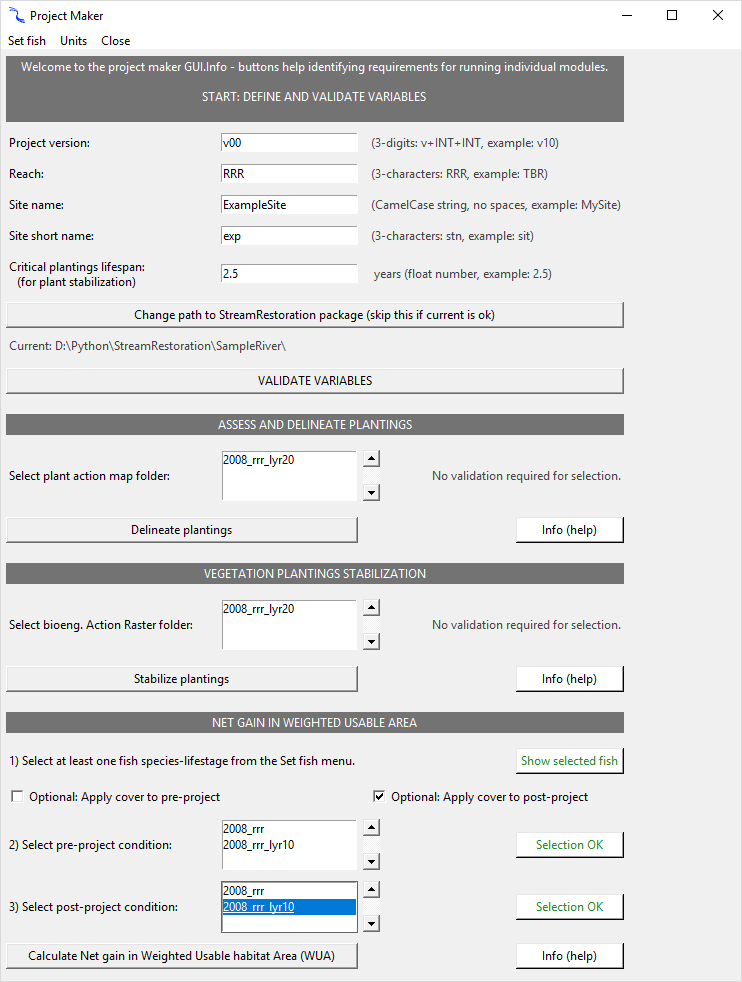 Project Maker
Set fish Units Close
Welcome to the project maker GUI.Info - buttons help identifying requirements for running individual modules.
START: DEFINE AND VALIDATE VARIABLES
Project version: v00 (3-digits: v+INT+INT, example: v10)
Reach: RRR (3-characters: RRR, example: TBR)
Site name: ExampleSite (CamelCase string, no spaces, example: MySite)
Site short name: exp (3-characters: stn, example: sit)
Critical plantings lifespan:
(for plant stabilization) 2.5 years (float number, example: 2.5)
Change path to StreamRestoration package (skip this if current is ok)
Current: D:\Python\StreamRestoration\SampleRiver\
VALIDATE VARIABLES
ASSESS AND DELINEATE PLANTINGS
2008_rrr_lyr20
Select plant action map folder: No validation required for selection.
Delineate plantings Info (help)
VEGETATION PLANTINGS STABILIZATION
2008_rrr_lyr20
Select bioeng. Action Raster folder: No validation required for selection.
Stabilize plantings Info (help)
NET GAIN IN WEIGHTED USABLE AREA
1) Select at least one fish species-lifestage from the Set fish menu. Show selected fish
Optional: Apply cover to pre-project Optional: Apply cover to post-project
2008_rrr
2) Select pre-project condition: 2008_rrr_lyr10 Selection OK
2008_rrr
3) Select post-project condition: 2008_rrr_lyr10 Selection OK
Calculate Net gain in Weighted Usable habitat Area (WUA) Info (help)